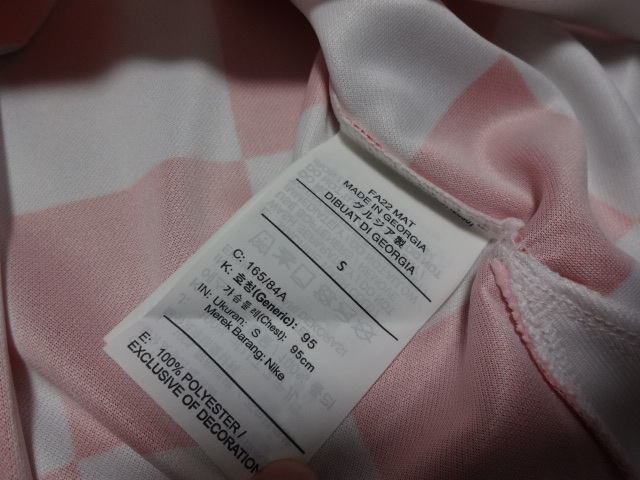 FA22 MAT
MADE IN GEORGIA
グルジア製
DIBUAT DI GEORGIA
S
C: 165/84A
K: 호칭(Generic): 95
가슴둘레(Chest): 95cm
IN: Ukuran: S
Merek Barang: Nike
E: 100% POLYESTER/
EXCLUSIVE OF DECORATION